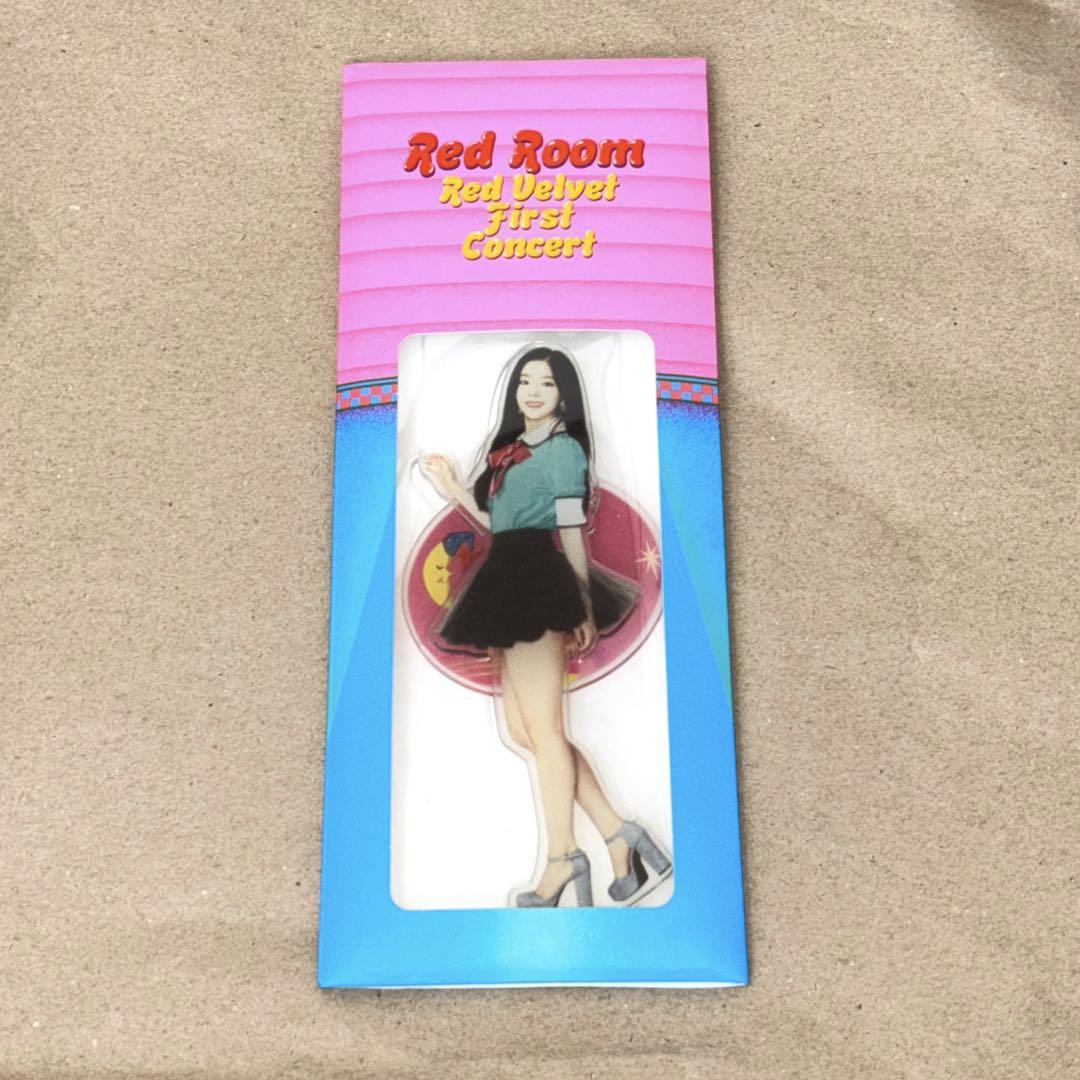 Red Room
Red Velvet
First
Concert